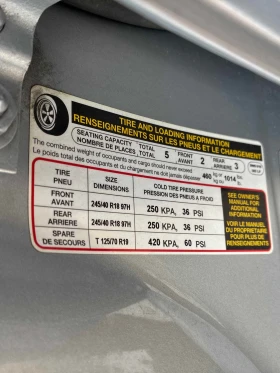 TIRE AND LOADING INFORMATION
RENSEIGNEMENTS SUR LES PNEUS ET LE CHARGEMENT
SEATING CAPACITY TOTAL 5 FRONT 2 REAR 3
NOMBRE DE PLACES TOTAL AVANT ARRIERE
The combined weight of occupants and cargo should never exceed 460 kg or 1014 lbs.
Le poids total des occupants et du chargement ne doit jamais dépasser kg ou lb.
TIRE SIZE COLD TIRE PRESSURE
PNEU DIMENSIONS PRESSION DES PNEUS A FROID
FRONT 245/40 R18 97H 250 KPA, 36 PSI
AVANT
REAR 245/40 R18 97H 250 KPA, 36 PSI
ARRIERE
SPARE T 125/70 R19 420 KPA, 60 PSI
DE SECOURS
SEE OWNER'S
MANUAL FOR
ADDITIONAL
INFORMATION
VOIR LE MANUEL
DU PROPRIETAIRE
POUR PLUS DE
RENSEIGNEMENTS